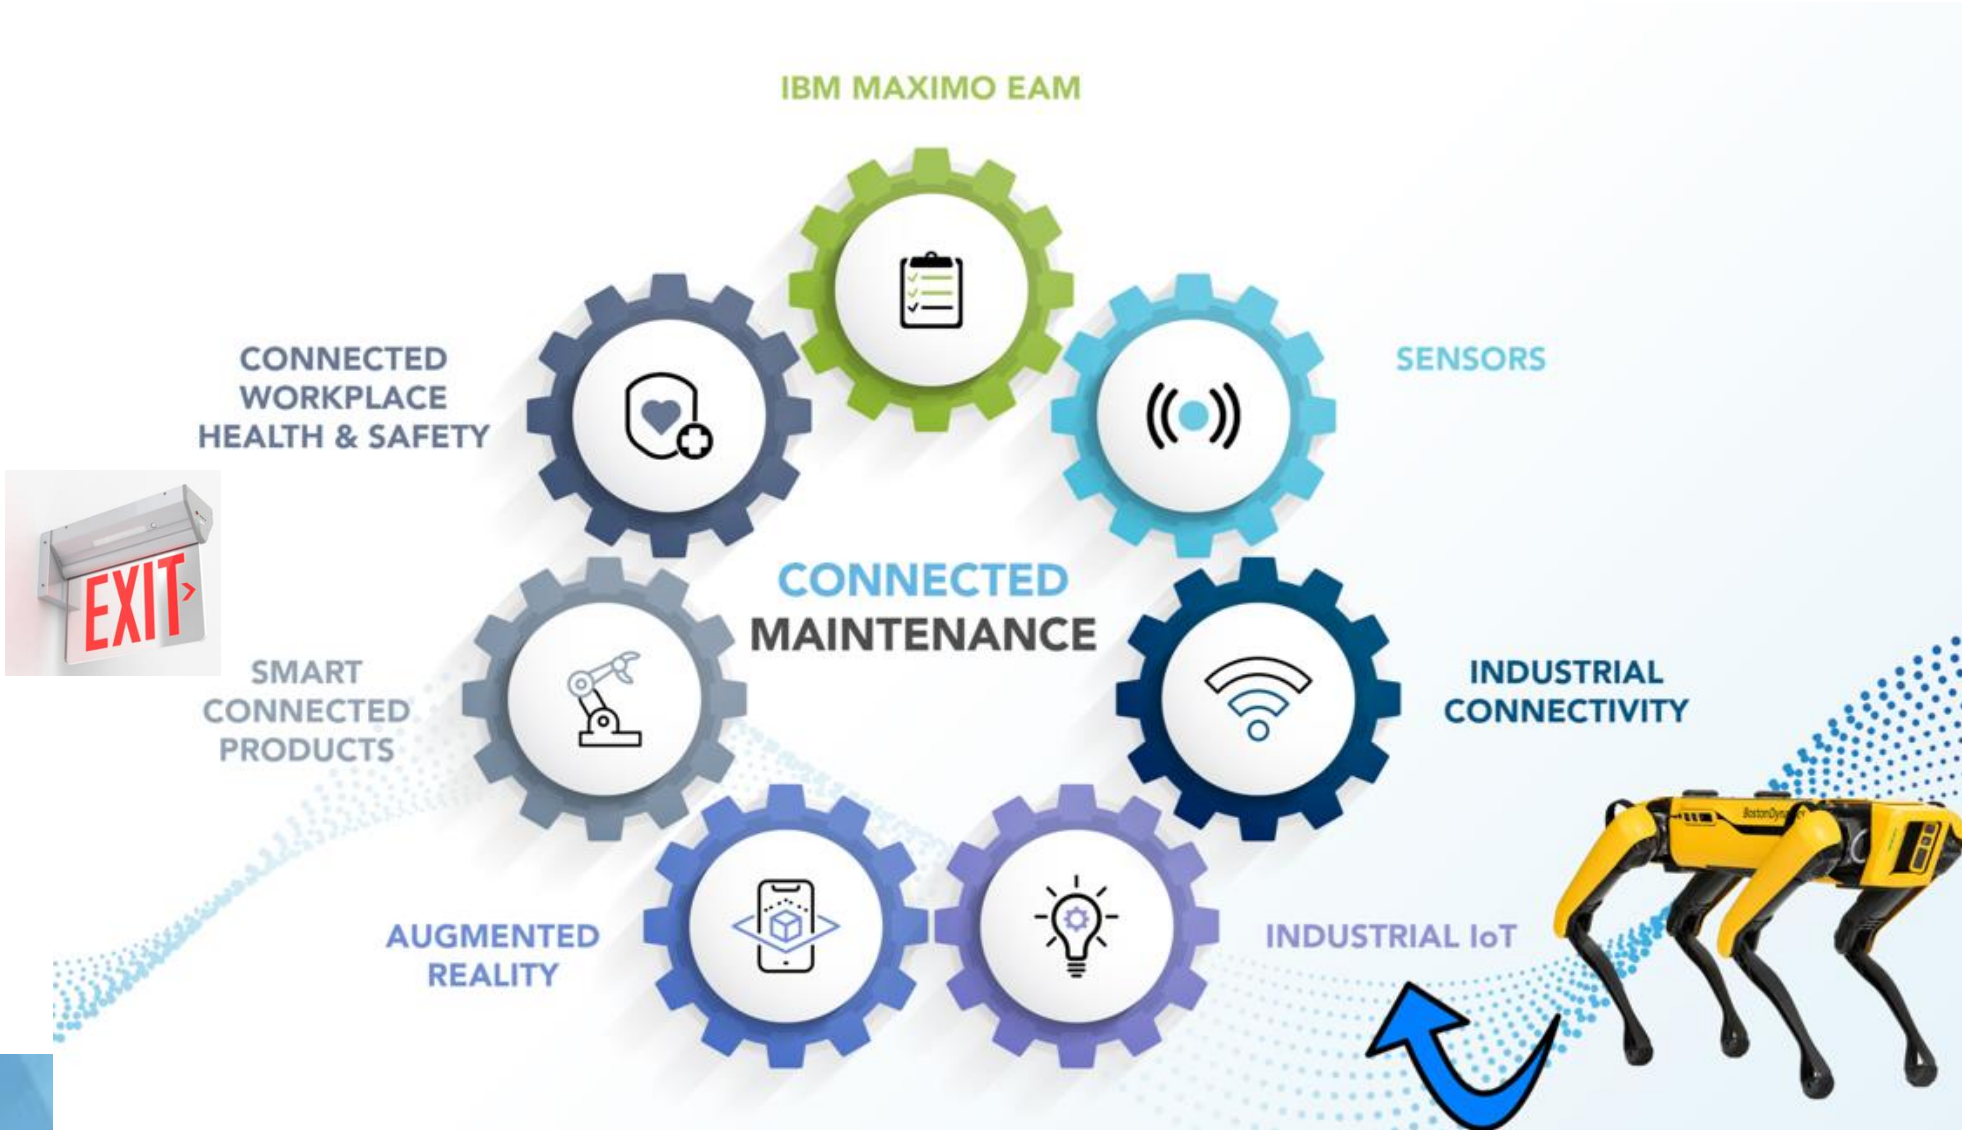 IBM MAXIMO EAM
CONNECTED
WORKPLACE
HEALTH & SAFETY
SENSORS
EXIT
CONNECTED
MAINTENANCE
SMART
CONNECTED
PRODUCTS
INDUSTRIAL
CONNECTIVITY
AUGMENTED
REALITY
INDUSTRIAL IoT